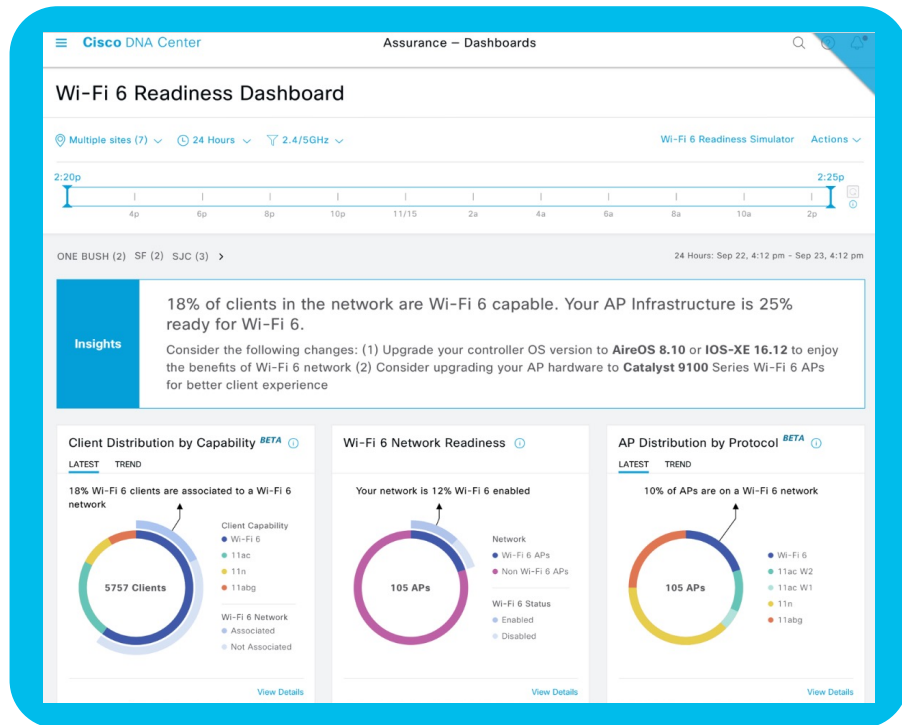 Cisco DNA Center
Assurance – Dashboards
Wi-Fi 6 Readiness Dashboard
Multiple sites (7)
24 Hours
2.4/5GHz
Wi-Fi 6 Readiness Simulator
Actions
2:20p
2:25p
4p 6p 8p 10p 11/15 2a 4a 6a 8a 10a 2p
ONE BUSH (2) SF (2) SJC (3) >
24 Hours: Sep 22, 4:12 pm - Sep 23, 4:12 pm
Insights
18% of clients in the network are Wi-Fi 6 capable. Your AP Infrastructure is 25%
ready for Wi-Fi 6.
Consider the following changes: (1) Upgrade your controller OS version to AireOS 8.10 or IOS-XE 16.12 to enjoy
the benefits of Wi-Fi 6 network (2) Consider upgrading your AP hardware to Catalyst 9100 Series Wi-Fi 6 APs
for better client experience
Client Distribution by Capability BETA
LATEST TREND
18% Wi-Fi 6 clients are associated to a Wi-Fi 6
network
5757 Clients
Client Capability
Wi-Fi 6
11ac
11n
11abg
Wi-Fi 6 Network
Associated
Not Associated
View Details
Wi-Fi 6 Network Readiness
Your network is 12% Wi-Fi 6 enabled
105 APs
Network
Wi-Fi 6 APs
Non Wi-Fi 6 APs
Wi-Fi 6 Status
Enabled
Disabled
View Details
AP Distribution by Protocol BETA
LATEST TREND
10% of APs are on a Wi-Fi 6 network
105 APs
Wi-Fi 6
11ac W2
11ac W1
11n
11abg
View Details